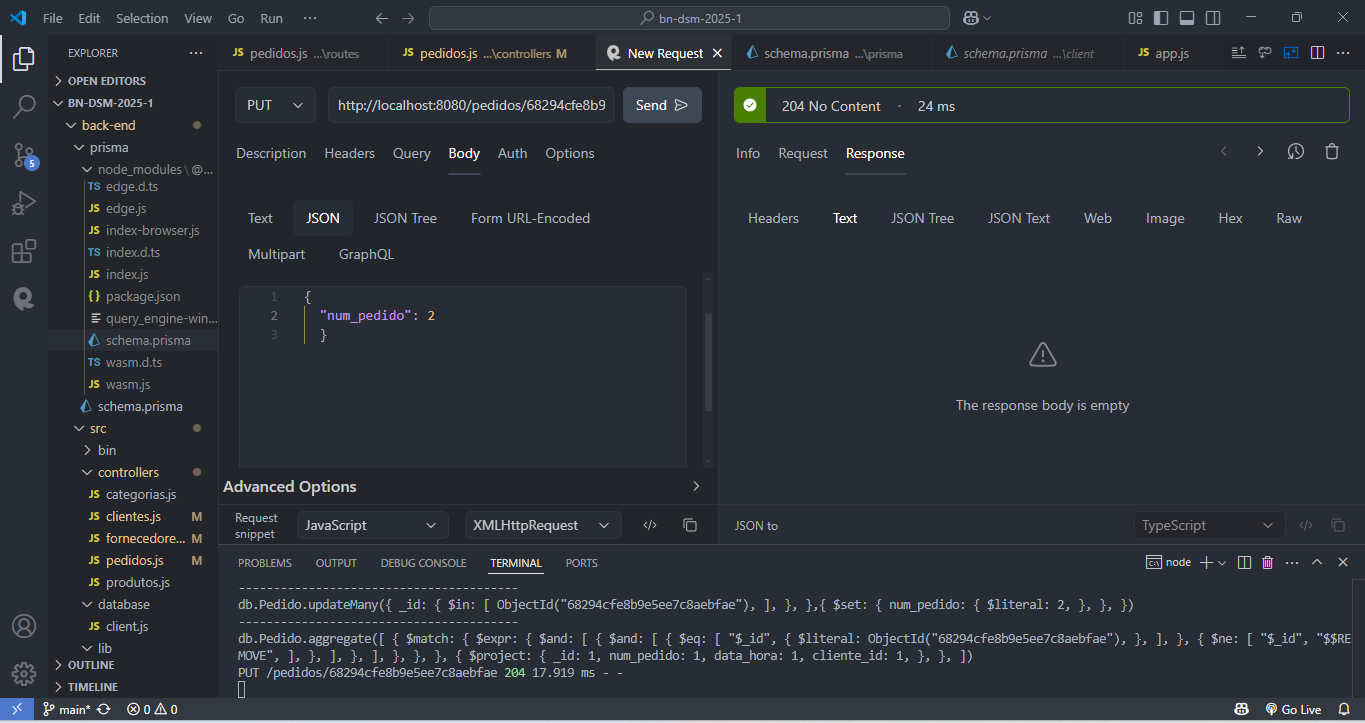 File Edit Selection View Go Run ··· bn-dsm-2025-1
EXPLORER ···
OPEN EDITORS
BN-DSM-2025-1
back-end
prisma
node_modules \ @...
TS edge.d.ts
JS edge.js
JS index-browser.js
TS index.d.ts
JS index.js
{} package.json
query_engine-win...
schema.prisma
TS wasm.d.ts
JS wasm.js
schema.prisma
src
bin
controllers
JS categorias.js
JS clientes.js M
JS fornecedore... M
JS pedidos.js M
JS produtos.js
database
JS client.js
lib
OUTLINE
TIMELINE
5
JS pedidos.js ...\routes JS pedidos.js ...\controllers M New Request schema.prisma ...\prisma schema.prisma ...\client JS app.js ···
PUT http://localhost:8080/pedidos/68294cfe8b9 Send
Description Headers Query Body Auth Options
Text JSON JSON Tree Form URL-Encoded
Multipart GraphQL
1 {
2 "num_pedido": 2
3 }
Advanced Options
Request snippet JavaScript XMLHttpRequest </>
204 No Content · 24 ms
Info Request Response
Headers Text JSON Tree JSON Text Web Image Hex Raw
The response body is empty
JSON to TypeScript </>
PROBLEMS OUTPUT DEBUG CONSOLE TERMINAL PORTS node ···
----------------------------------------
db.Pedido.updateMany({ _id: { $in: [ ObjectId("68294cfe8b9e5ee7c8aebfae"), ], }, },{ $set: { num_pedido: { $literal: 2, }, }, })
----------------------------------------
db.Pedido.aggregate([ { $match: { $expr: { $and: [ { $and: [ { $eq: [ "$_id", { $literal: ObjectId("68294cfe8b9e5ee7c8aebfae"), }, ], }, { $ne: [ "$_id", "$$RE
MOVE", ], }, ], }, ], }, }, }, { $project: { _id: 1, num_pedido: 1, data_hora: 1, cliente_id: 1, }, }, ])
PUT /pedidos/68294cfe8b9e5ee7c8aebfae 204 17.919 ms - -
main* 0 0 Go Live